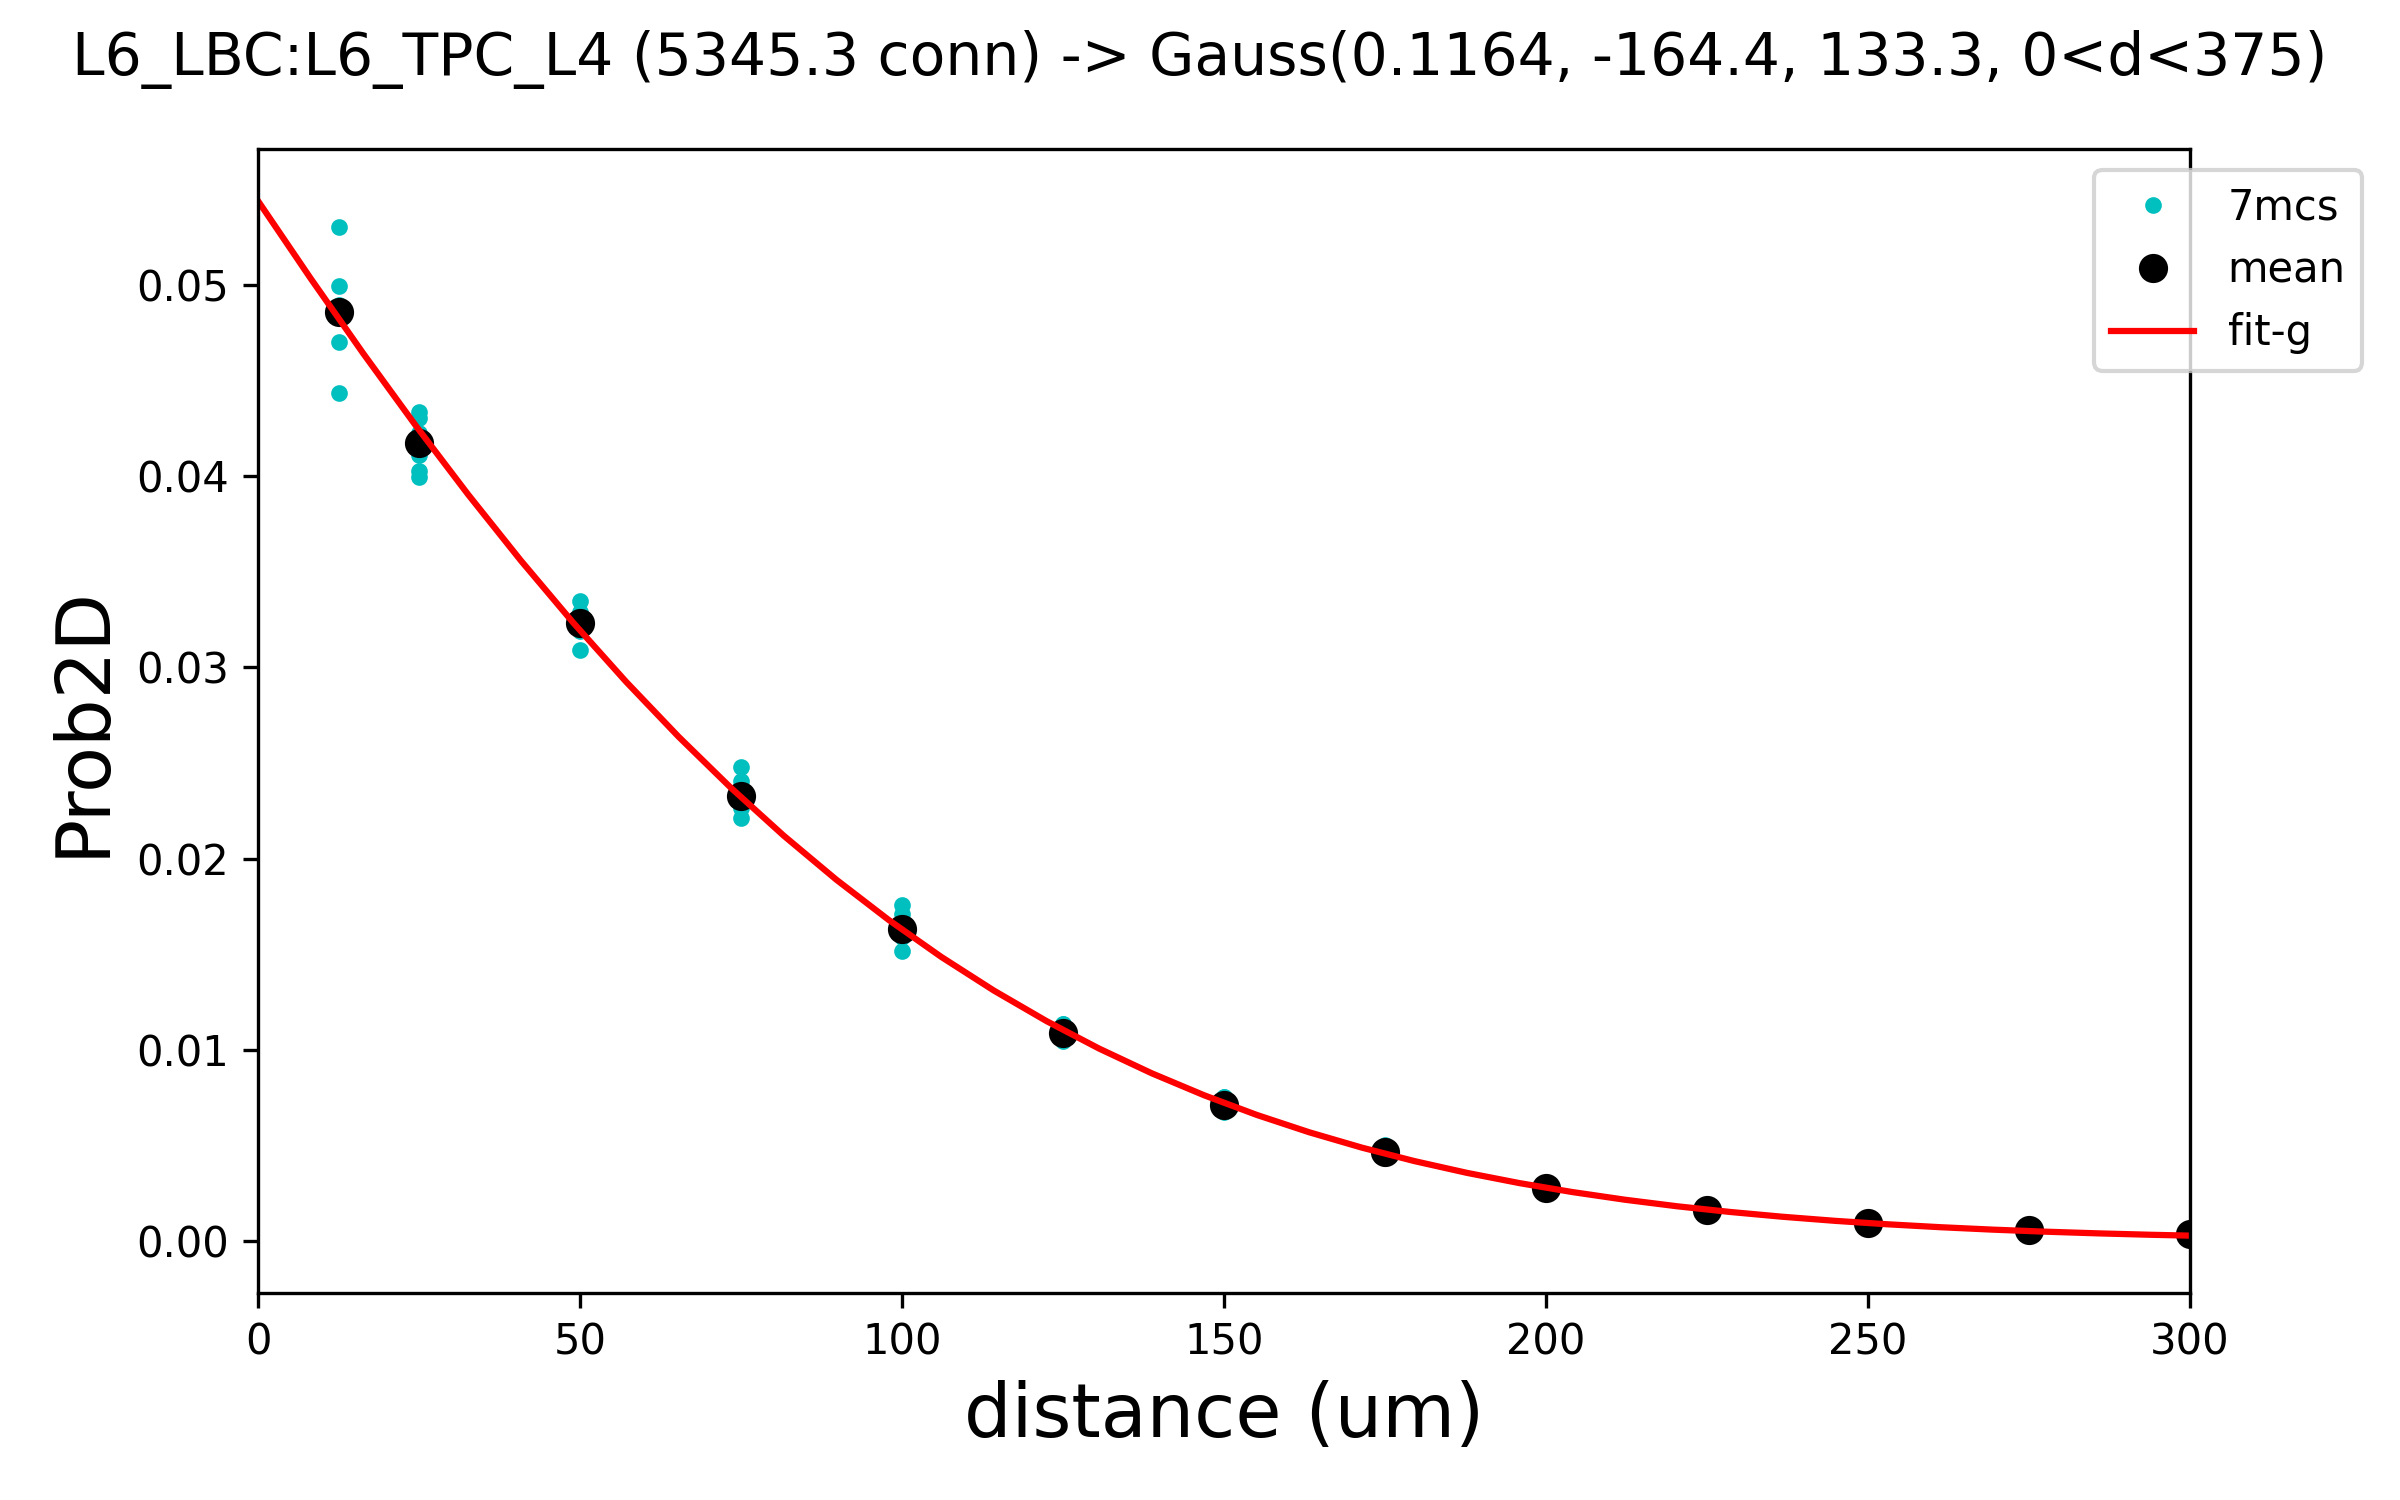 L6_LBC:L6_TPC_L4 (5345.3 conn) -> Gauss(0.1164, -164.4, 133.3, 0<d<375)
7mcs
mean
fit-g
Prob2D
0.05
0.04
0.03
0.02
0.01
0.00
0 50 100 150 200 250 300
distance (um)